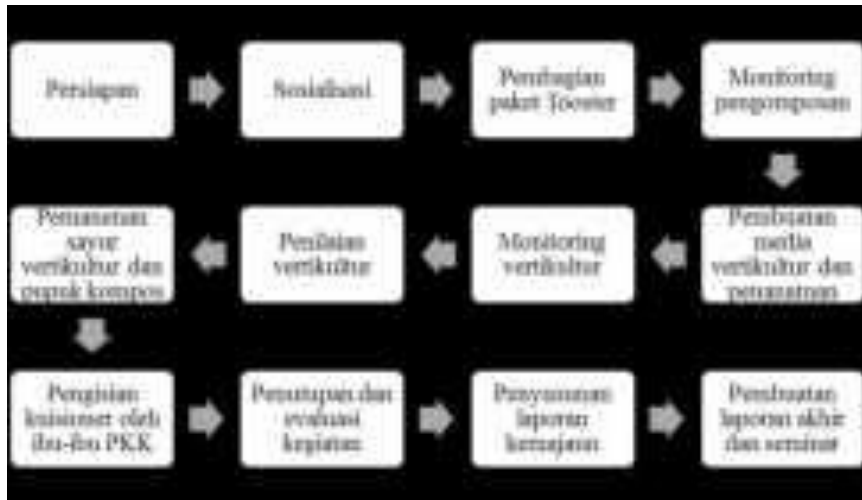 Persiapan
Sosialisasi
Pembagian
paket Tooster
Monitoring
pengomposan
Pembuatan
media
vertikultur dan
penanaman
Monitoring
vertikultur
Penilaian
vertikultur
Pemanenan
sayur
vertikultur dan
pupuk kompos
Pengisian
kuisioner oleh
ibu-ibu PKK
Penutupan dan
evaluasi
kegiatan
Penyusunan
laporan
kemajuan
Pembuatan
laporan akhir
dan seminar